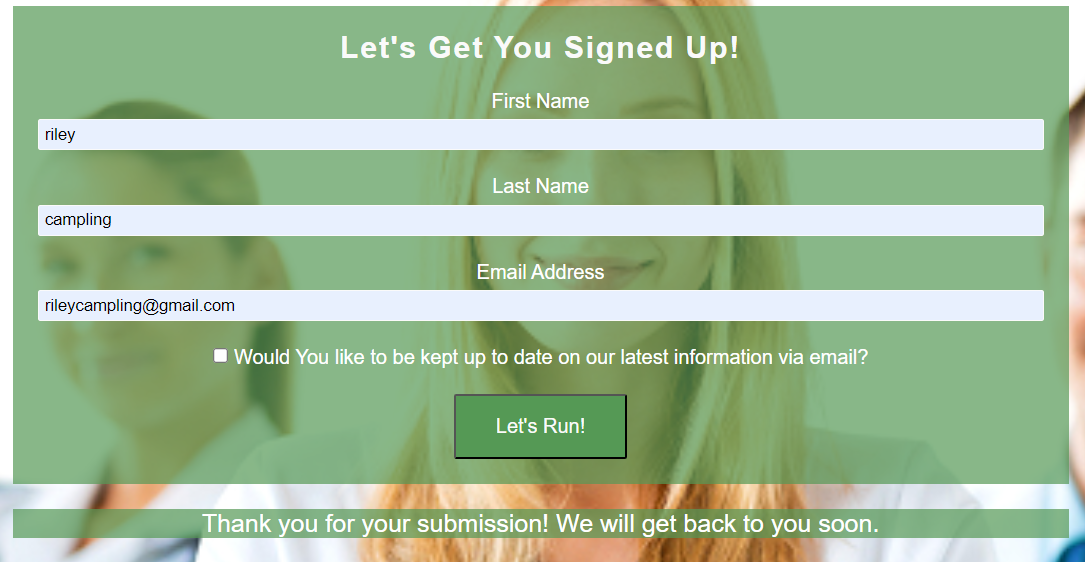 Let's Get You Signed Up!
First Name
riley
Last Name
campling
Email Address
rileycampling@gmail.com
Would You like to be kept up to date on our latest information via email?
Let's Run!
Thank you for your submission! We will get back to you soon.